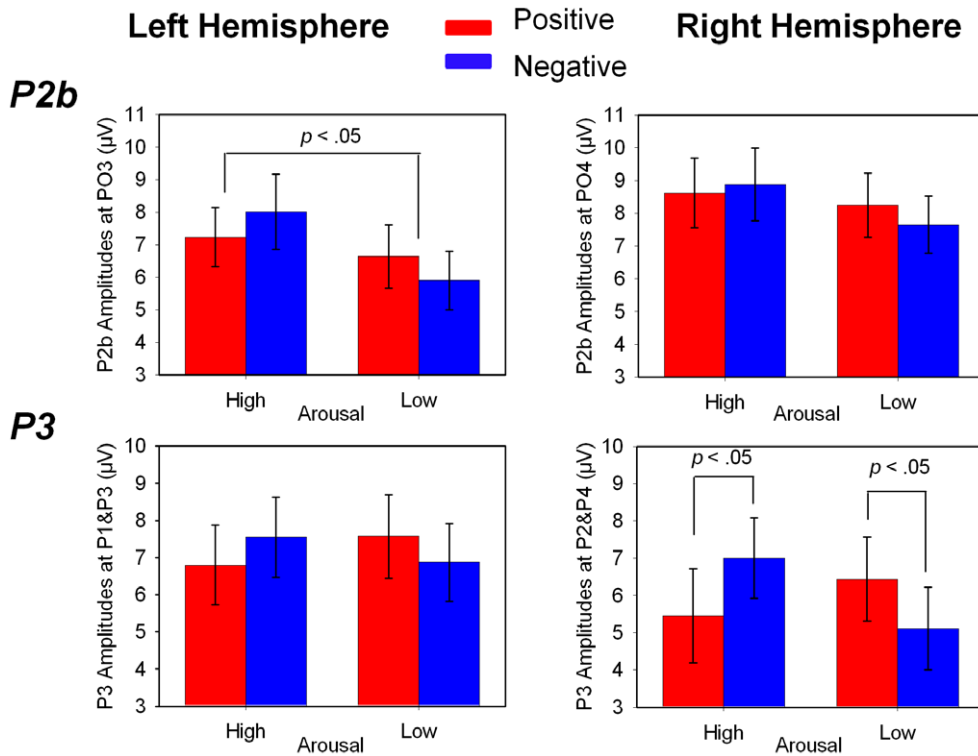 Left Hemisphere
Positive
Negative
Right Hemisphere
P2b
P2b Amplitudes at PO3 (µV)
11
10
9
8
7
6
5
4
3
p < .05
High
Low
Arousal
P2b Amplitudes at PO4 (µV)
11
10
9
8
7
6
5
4
3
High
Low
Arousal
P3
P3 Amplitudes at P1&P3 (µV)
10
9
8
7
6
5
4
3
High
Low
Arousal
P3 Amplitudes at P2&P4 (µV)
10
9
8
7
6
5
4
3
p < .05
p < .05
High
Low
Arousal